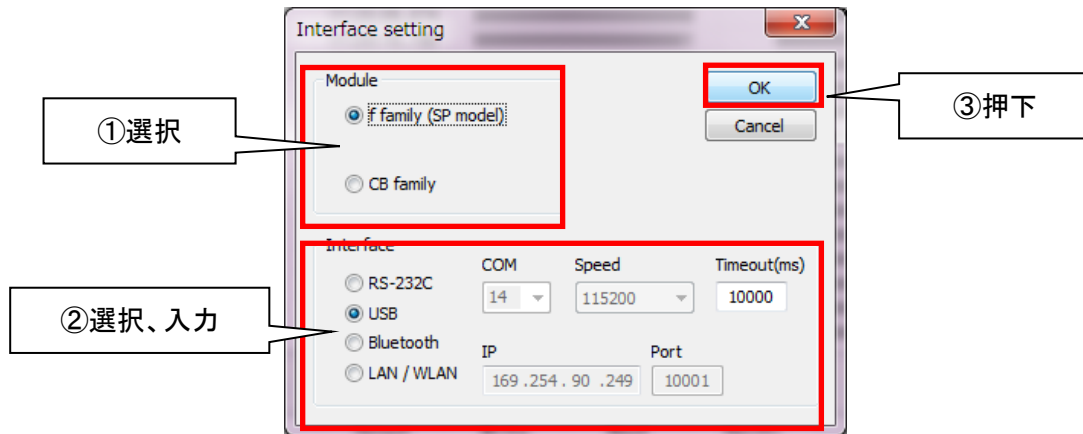 Interface setting
Module
f family (SP model)
CB family
OK
Cancel
①選択
③押下
Interface
RS-232C
USB
Bluetooth
LAN / WLAN
COM
Speed
Timeout(ms)
14
115200
10000
IP
Port
169 .254 . 90 .249
10001
②選択、入力